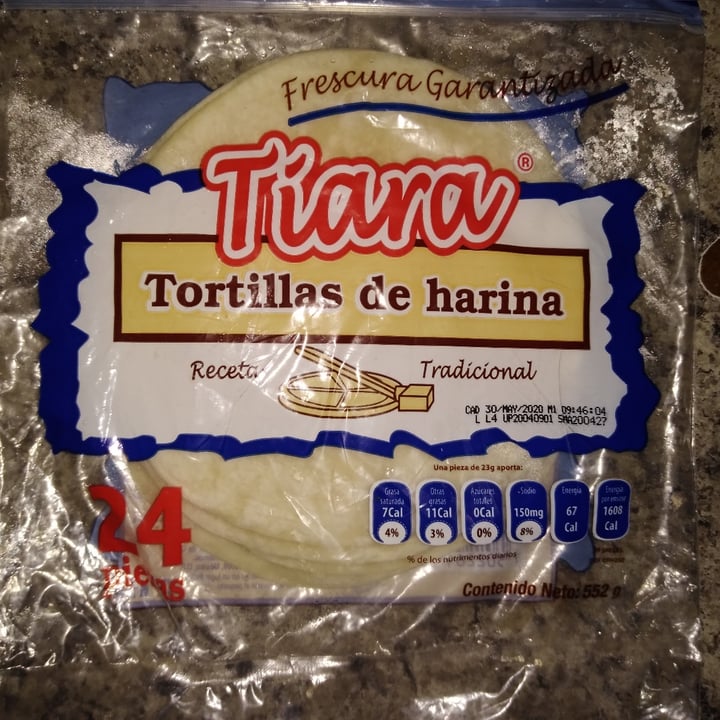 Frescura Garantizada
Tiara®
Tortillas de harina
Receta Tradicional
CAD 30/MAY/2020 M1 09:46:04
L L4 UP20040901 SMA200427
Una pieza de 23g aporta:
Grasa saturada 7Cal 4%
Otras grasas 11Cal 3%
Azúcares totales 0Cal 0%
Sodio 150mg 8%
Energía 67 Cal
Energía por envase 1608 Cal
% de los nutrimentos diarios
24
piezas
Contenido Neto: 552 g